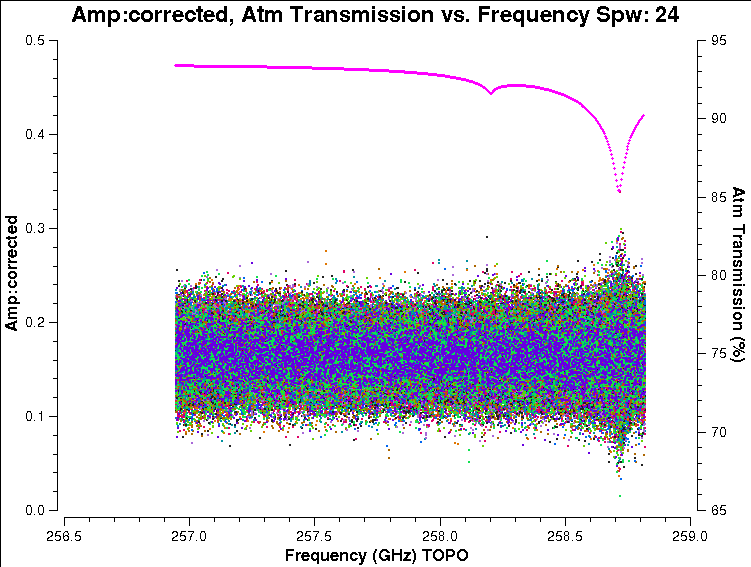 Amp:corrected, Atm Transmission vs. Frequency Spw: 24
0.5
0.4
0.3
0.2
0.1
0.0
Amp:corrected
95
90
85
80
75
70
65
Atm Transmission (%)
256.5 257.0 257.5 258.0 258.5 259.0
Frequency (GHz) TOPO